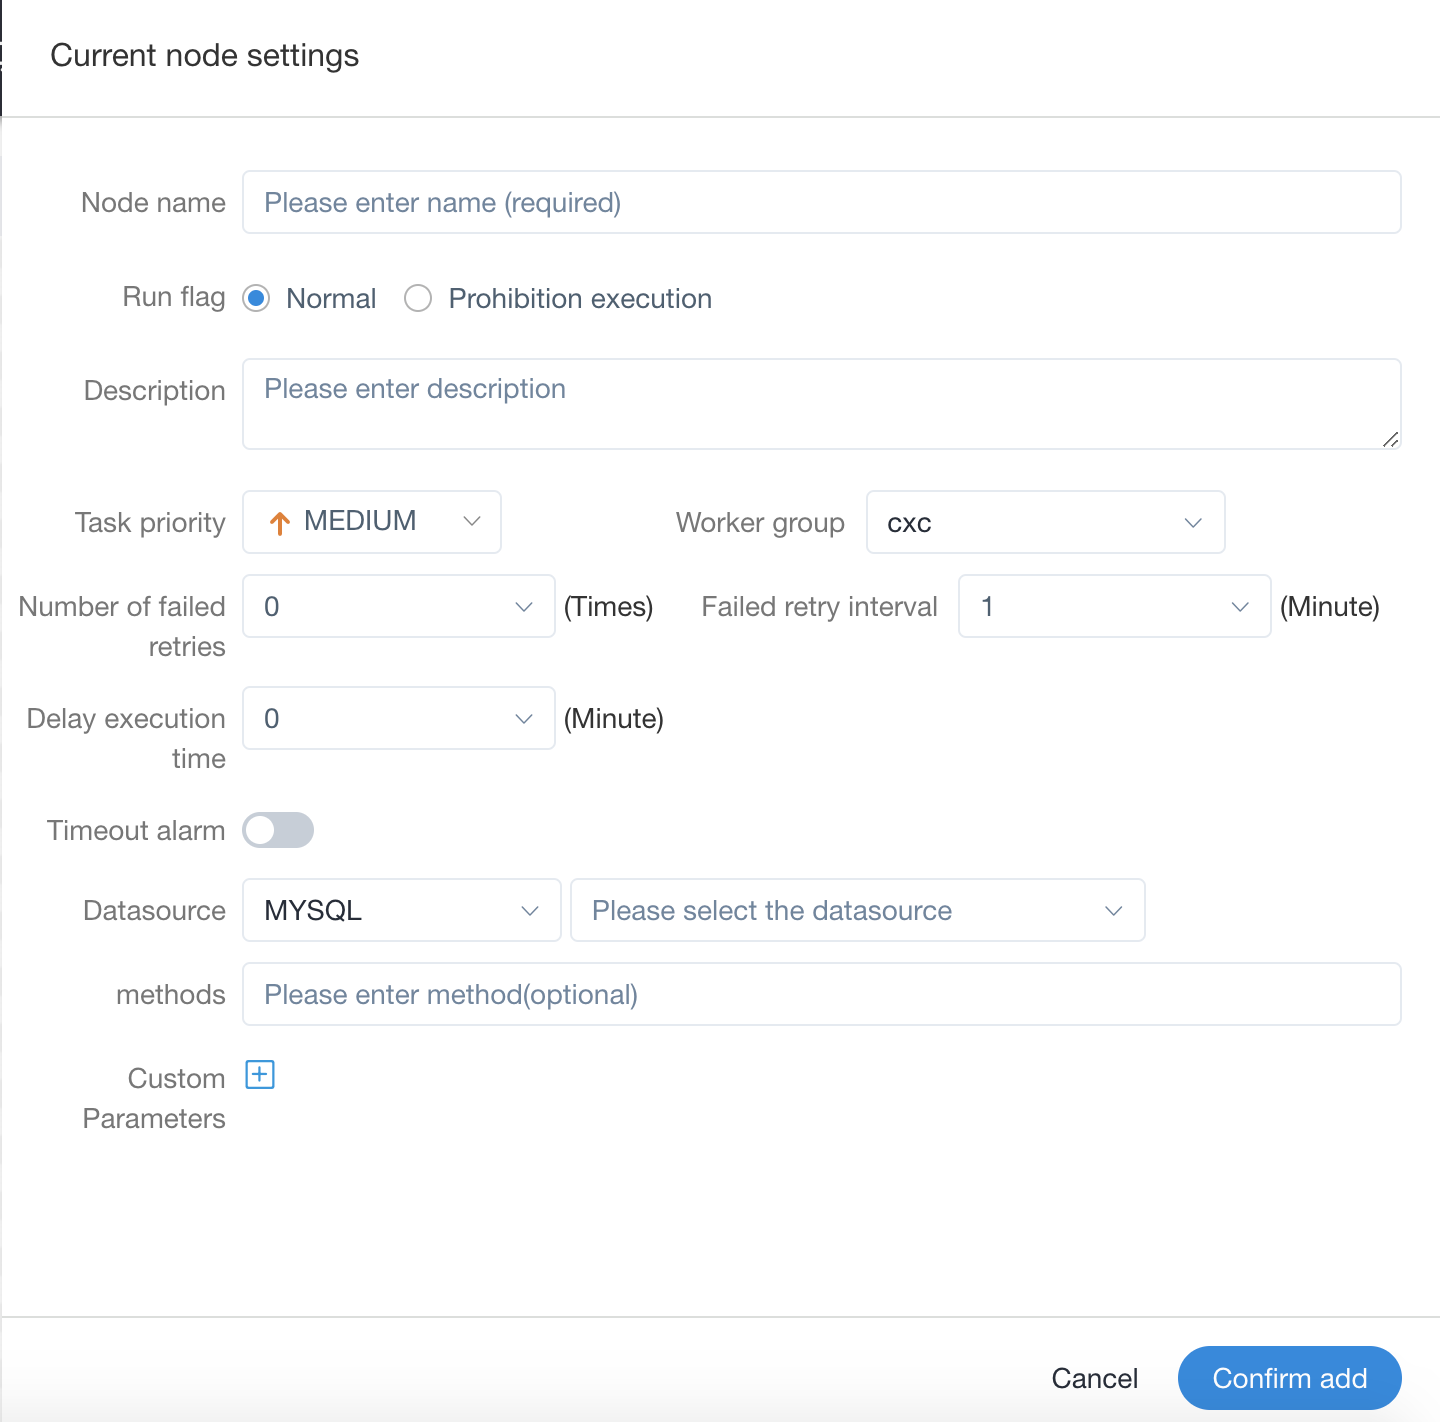 Current node settings
Node name Please enter name (required)
Run flag Normal Prohibition execution
Description Please enter description
Task priority MEDIUM Worker group cxc
Number of failed retries 0 (Times) Failed retry interval 1 (Minute)
Delay execution time 0 (Minute)
Timeout alarm
Datasource MYSQL Please select the datasource
methods Please enter method(optional)
Custom Parameters
Cancel Confirm add